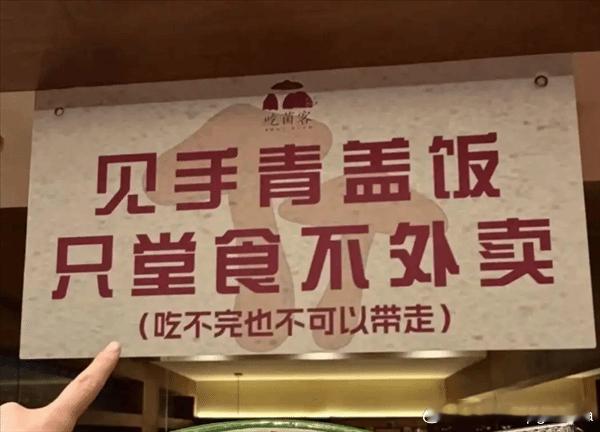 吃菌客
见手青盖饭
只堂食不外卖
（吃不完也不可以带走）